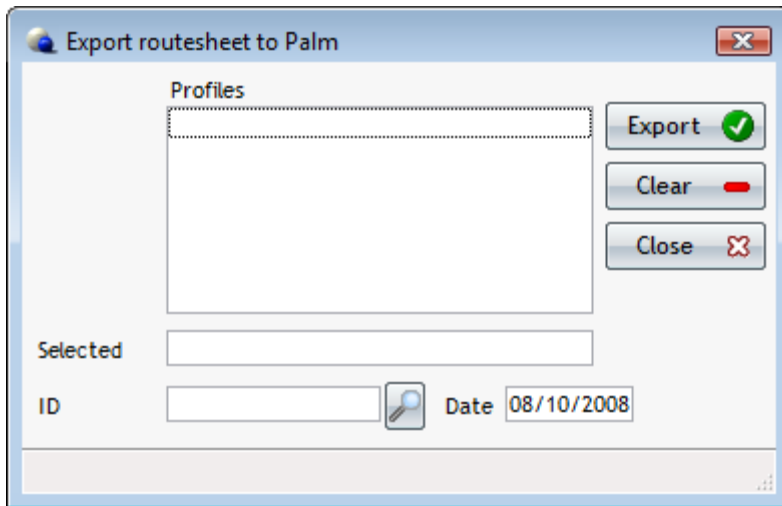 Export routesheet to Palm
Profiles
Export
Clear
Close
Selected
ID
Date 08/10/2008